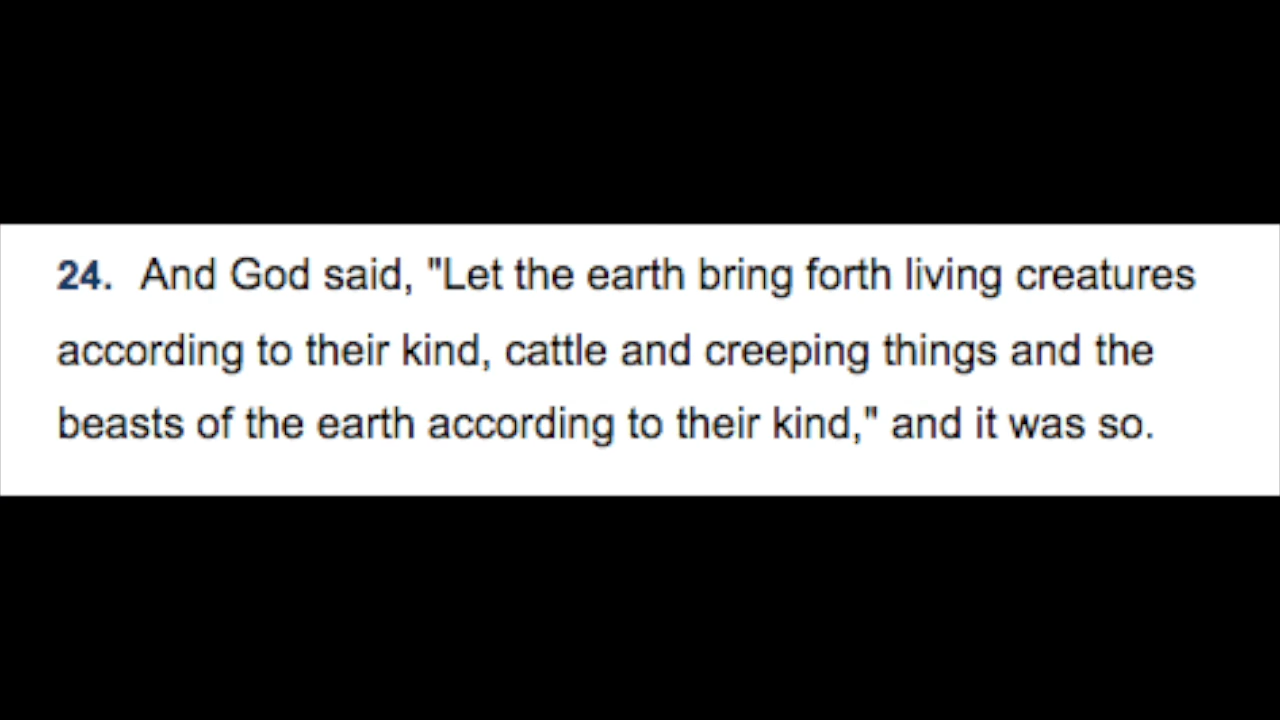 24. And God said, "Let the earth bring forth living creatures
according to their kind, cattle and creeping things and the
beasts of the earth according to their kind," and it was so.